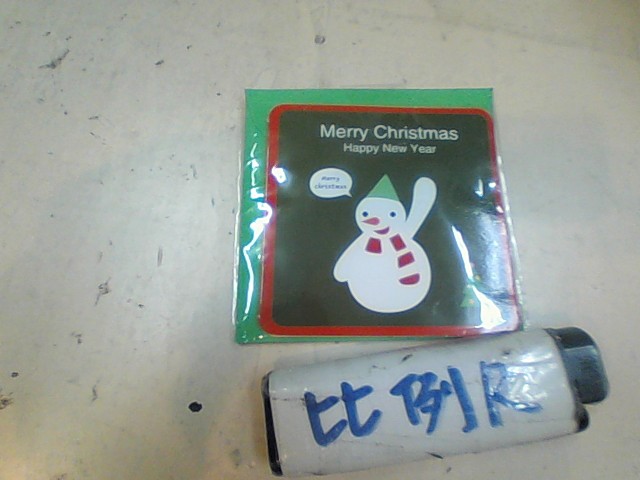 Merry Christmas
Happy New Year
merry
christmas
比例尺